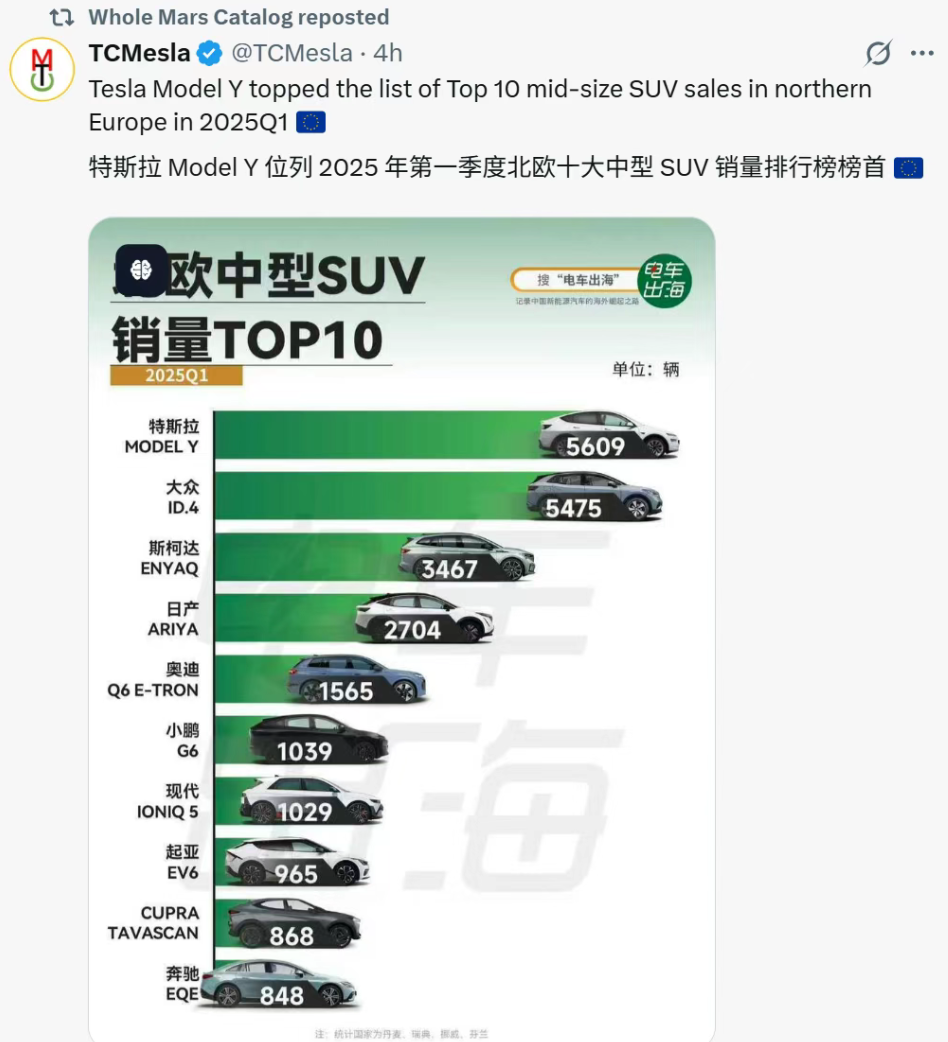 Whole Mars Catalog reposted
TCMesla @TCMesla · 4h
Tesla Model Y topped the list of Top 10 mid-size SUV sales in northern
Europe in 2025Q1 🇪🇺
特斯拉 Model Y 位列 2025 年第一季度北欧十大中型 SUV 销量排行榜榜首 🇪🇺
欧中型SUV
销量TOP10
2025Q1
搜“电车出海”
记录中国新能源汽车的海外崛起之路
电车
出海
单位：辆
特斯拉
MODEL Y
5609
大众
ID.4
5475
斯柯达
ENYAQ
3467
日产
ARIYA
2704
奥迪
Q6 E-TRON
1565
小鹏
G6
1039
现代
IONIQ 5
1029
起亚
EV6
965
CUPRA
TAVASCAN
868
奔驰
EQE
848
电车
出海
注：统计国家为丹麦、瑞典、挪威、芬兰